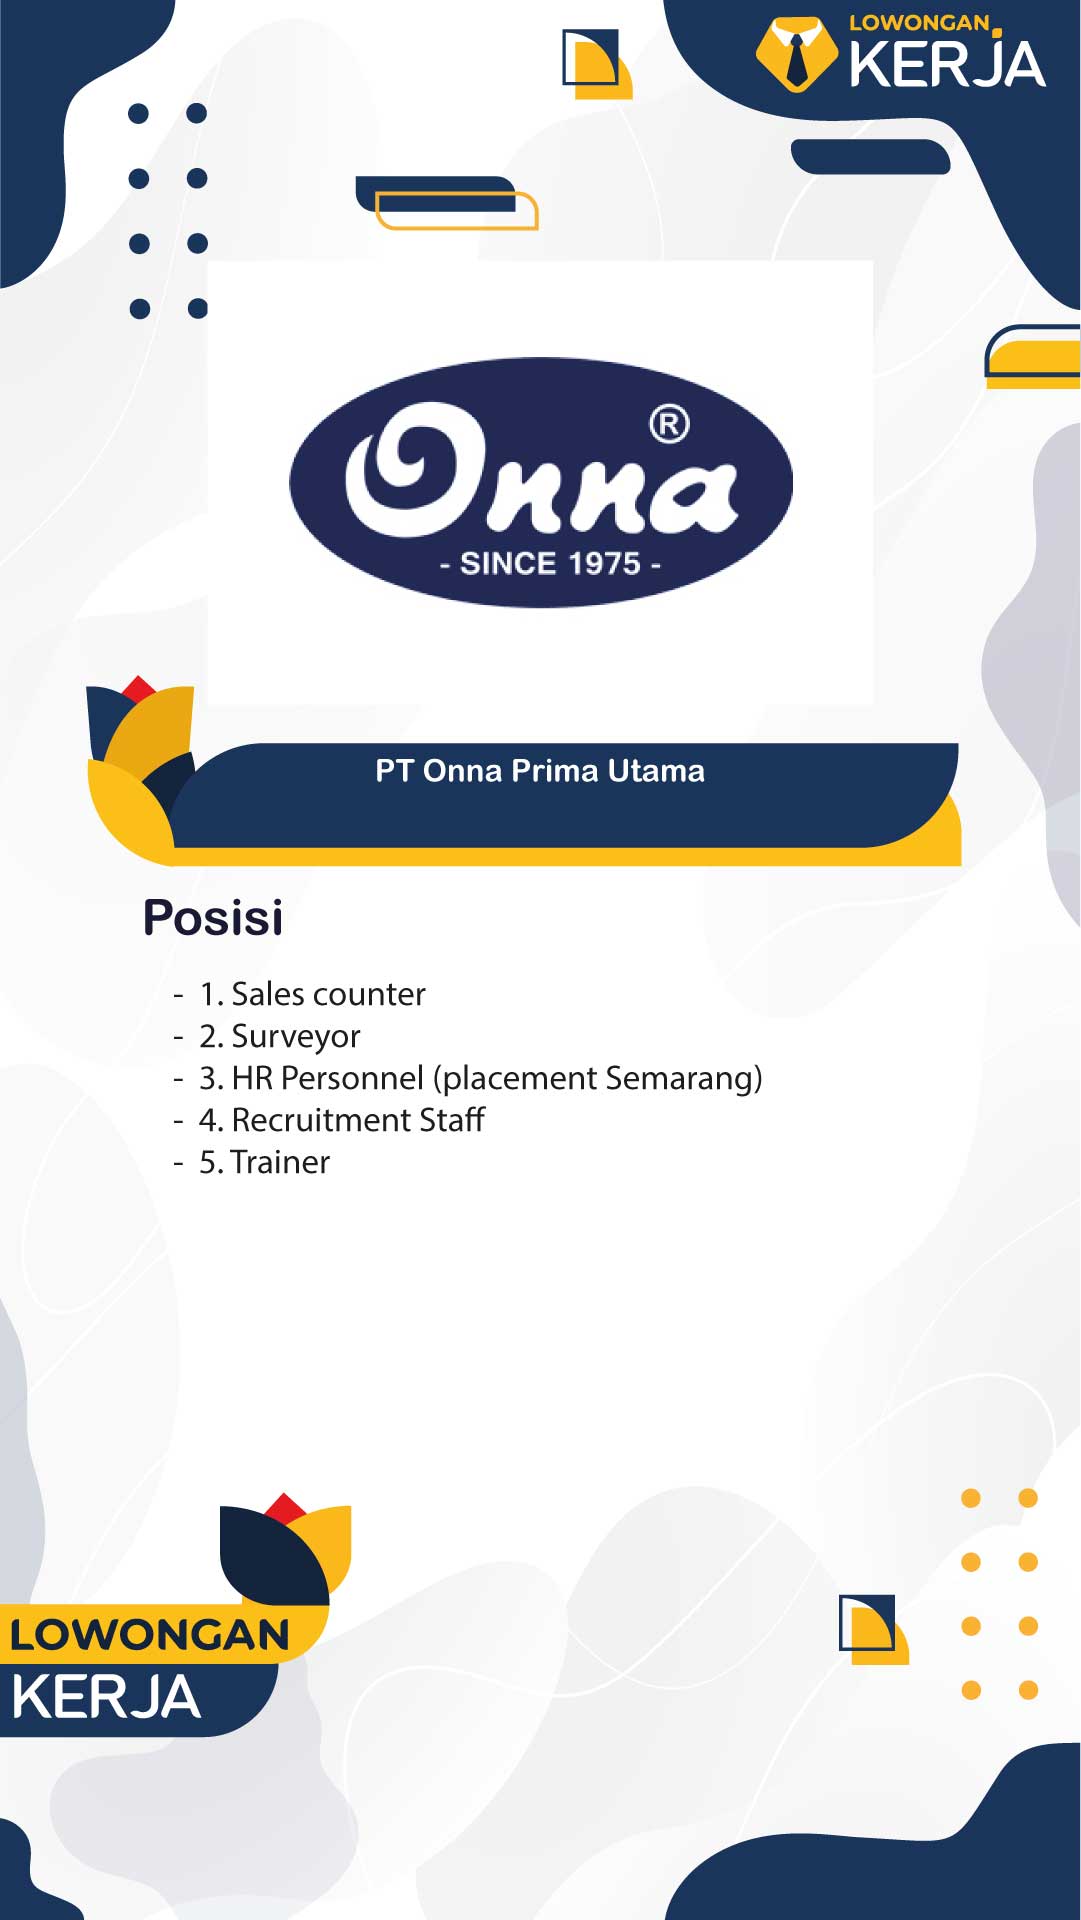 LOWONGAN
KERJA
Onna ®
- SINCE 1975 -
PT Onna Prima Utama
Posisi
- 1. Sales counter
- 2. Surveyor
- 3. HR Personnel (placement Semarang)
- 4. Recruitment Staff
- 5. Trainer
LOWONGAN
KERJA